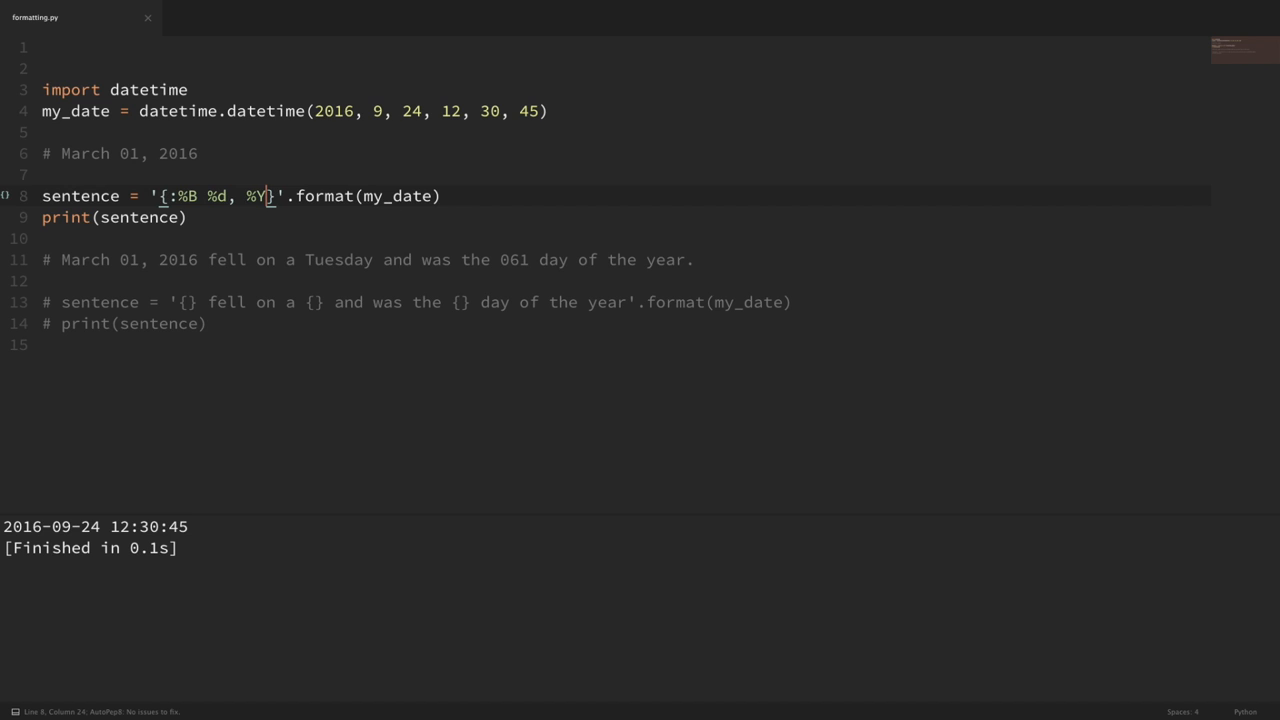 formatting.py ×
1
2
3 import datetime
4 my_date = datetime.datetime(2016, 9, 24, 12, 30, 45)
5
6 # March 01, 2016
7
{} 8 sentence = '{:%B %d, %Y}'.format(my_date)
9 print(sentence)
10
11 # March 01, 2016 fell on a Tuesday and was the 061 day of the year.
12
13 # sentence = '{} fell on a {} and was the {} day of the year'.format(my_date)
14 # print(sentence)
15
2016-09-24 12:30:45
[Finished in 0.1s]
Line 8, Column 24; AutoPep8: No issues to fix. Spaces: 4 Python